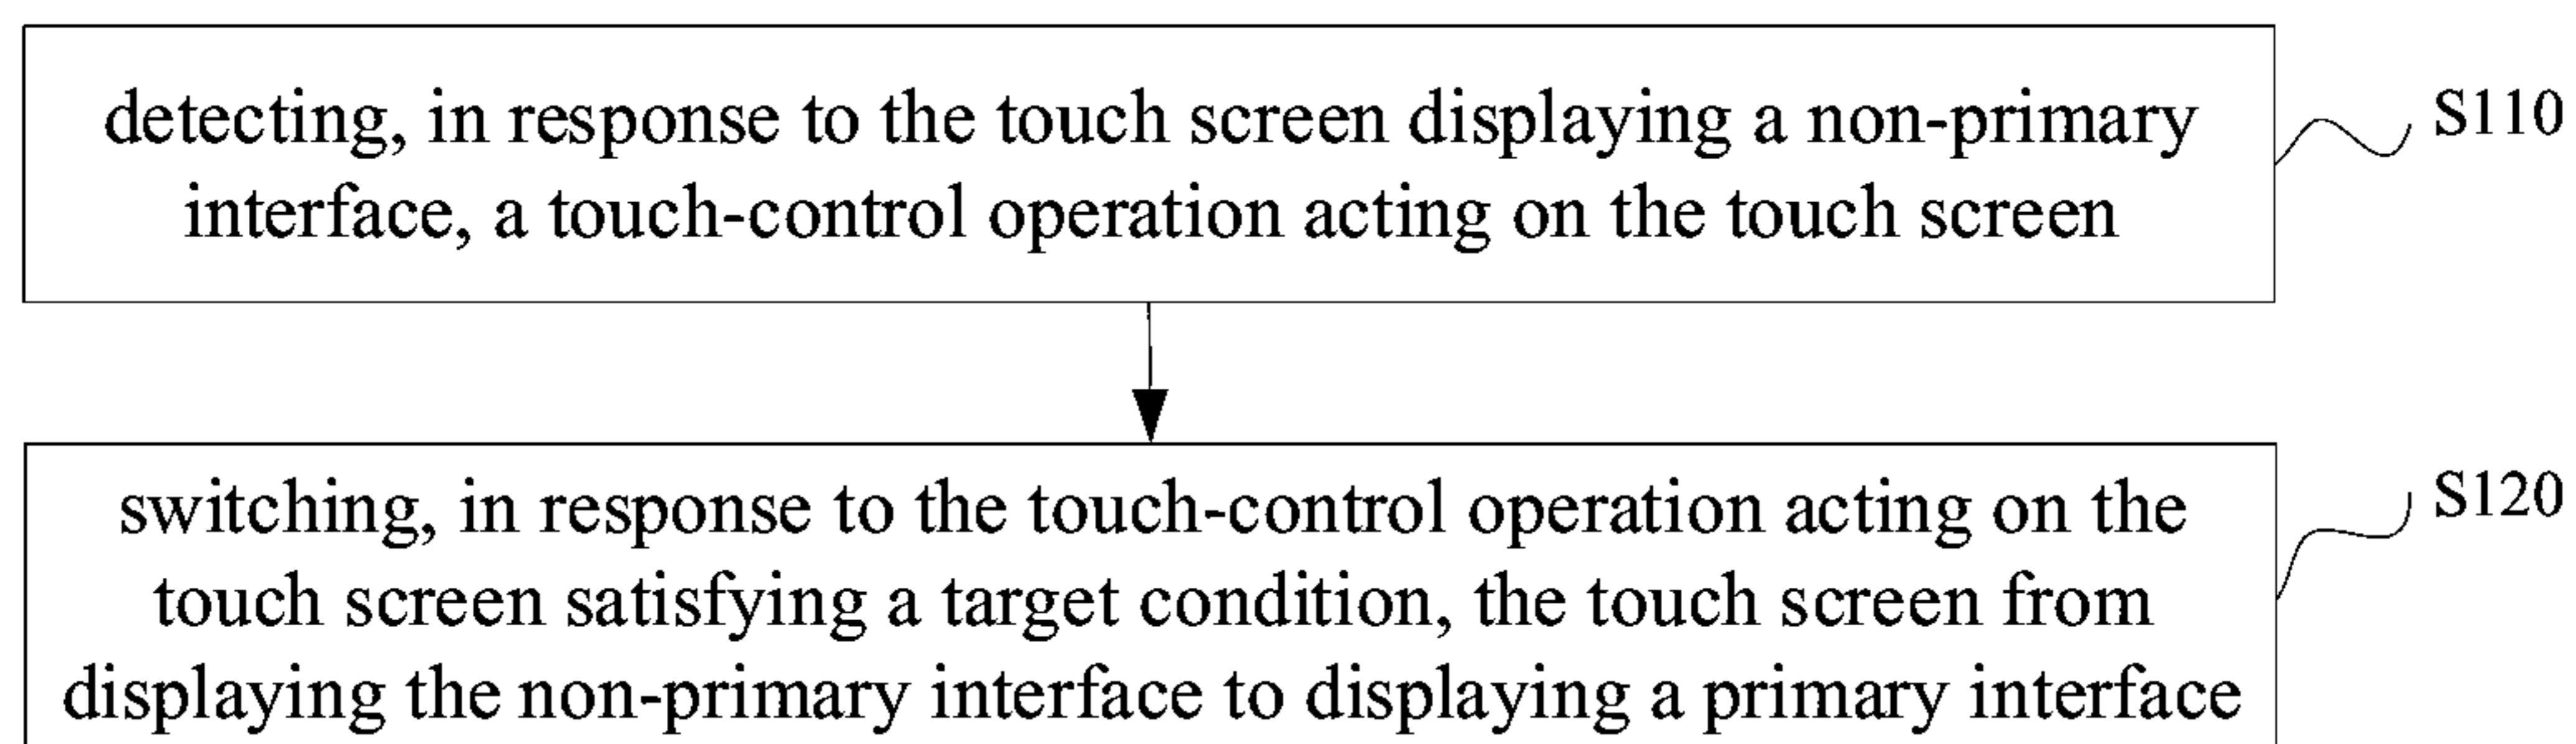 detecting, in response to the touch screen displaying a non-primary
interface, a touch-control operation acting on the touch screen
S110
switching, in response to the touch-control operation acting on the
touch screen satisfying a target condition, the touch screen from
displaying the non-primary interface to displaying a primary interface
S120